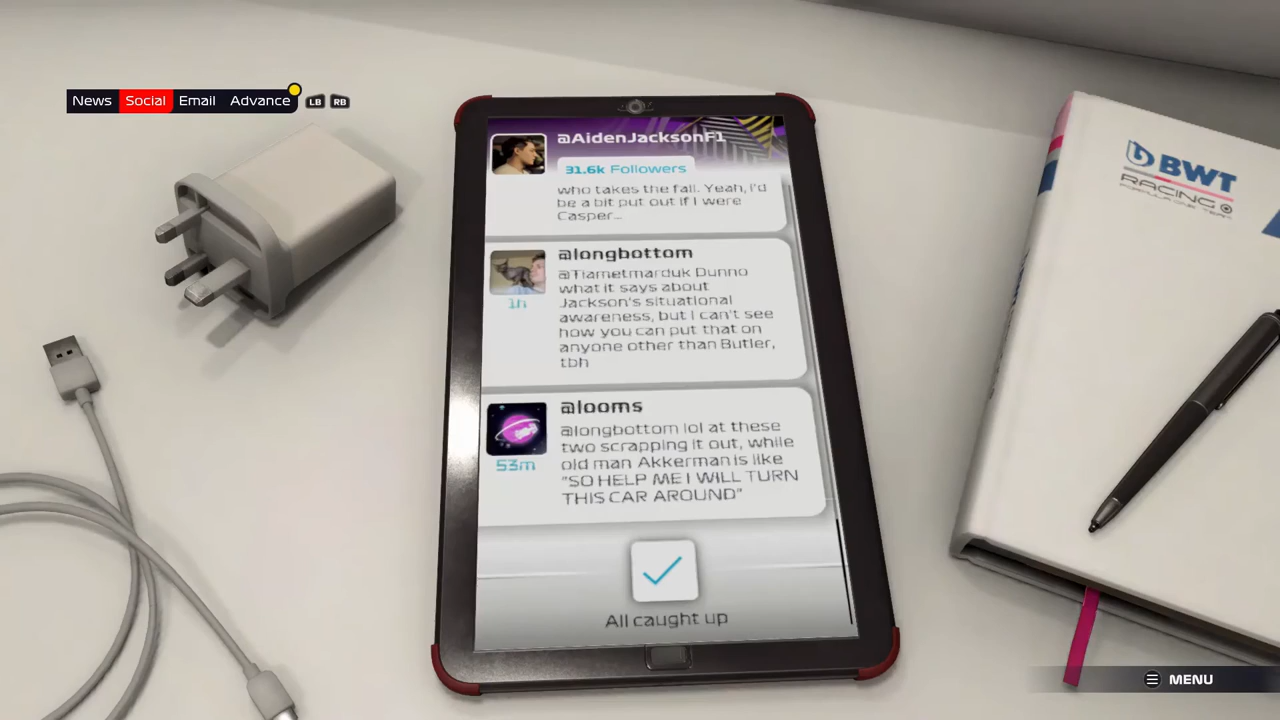 News Social Email Advance LB RB
@AidenJacksonF1
31.6k Followers
who takes the fall. Yeah, I'd
be a bit put out if I were
Casper...
@longbottom
1h
@Tiametmarduk Dunno
what it says about
Jackson's situational
awareness, but I can't see
how you can put that on
anyone other than Butler,
tbh
@looms
53m
@longbottom lol at these
two scrapping it out, while
old man Akkerman is like
"SO HELP ME I WILL TURN
THIS CAR AROUND"
All caught up
BWT
RACING
FORMULA ONE TEAM
MENU